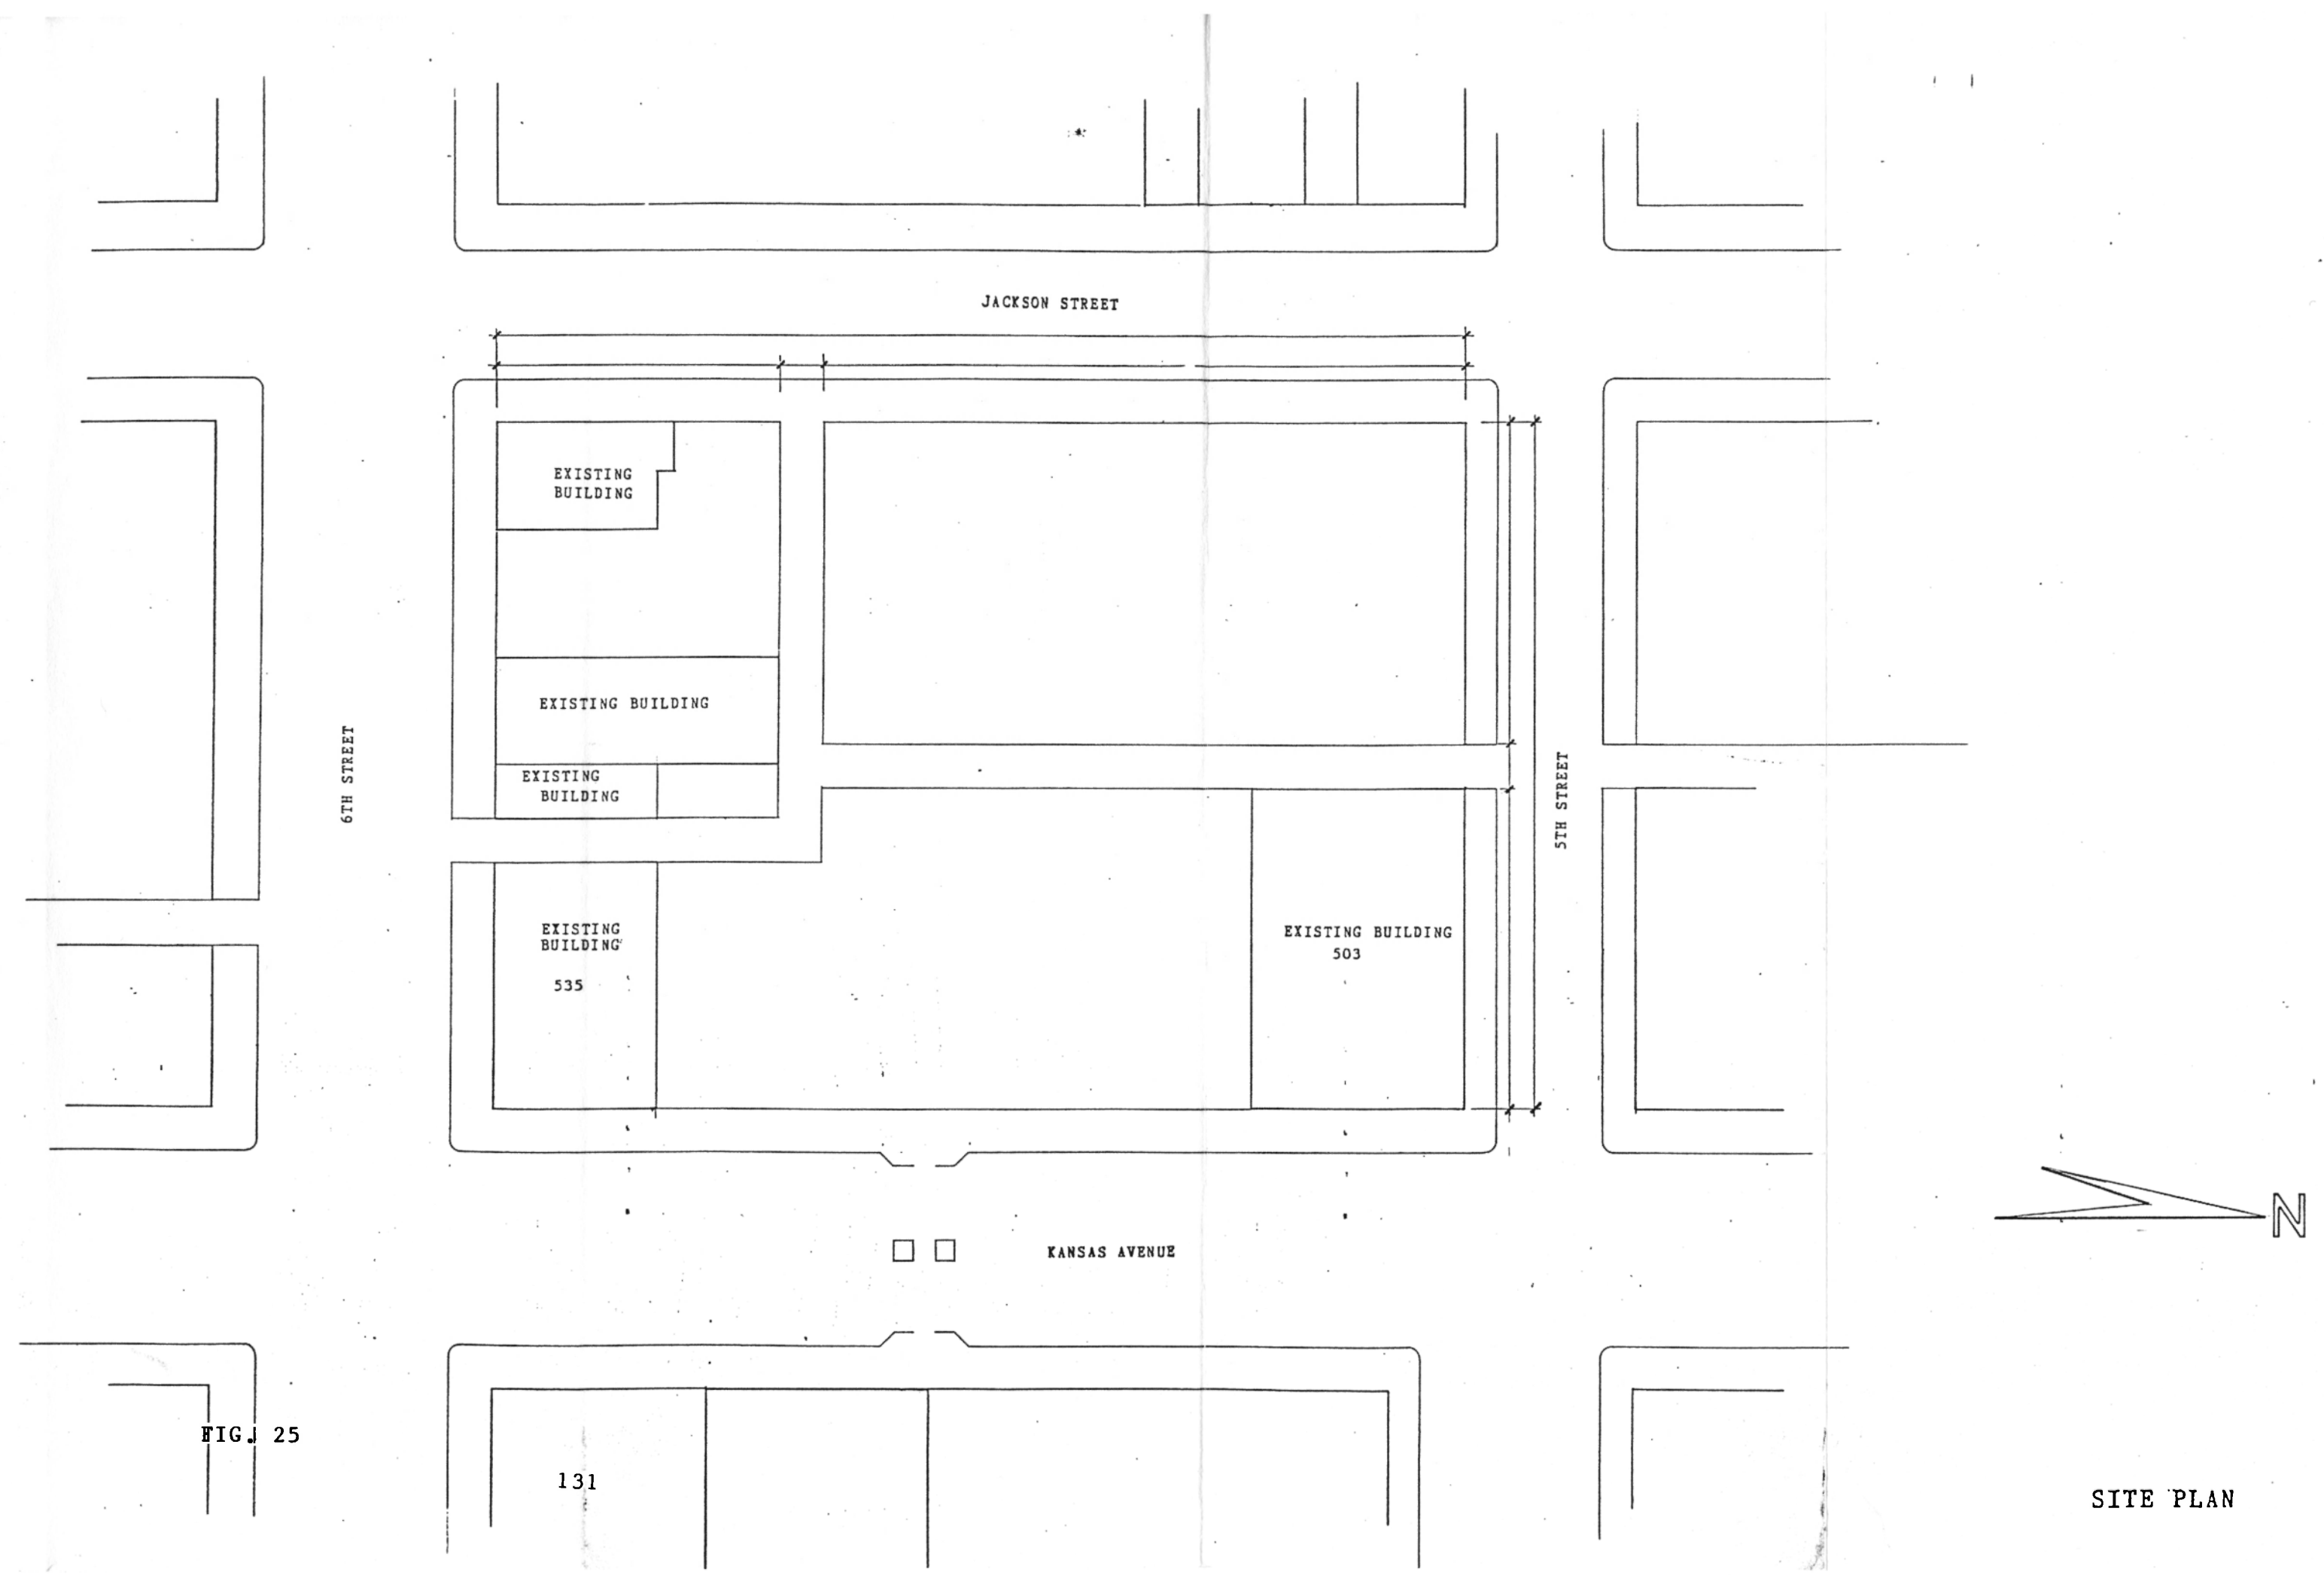 JACKSON STREET
EXISTING
BUILDING
EXISTING BUILDING
EXISTING
BUILDING
6TH STREET
5TH STREET
EXISTING
BUILDING
535
EXISTING BUILDING
503
KANSAS AVENUE
N
FIG. 25
131
SITE PLAN